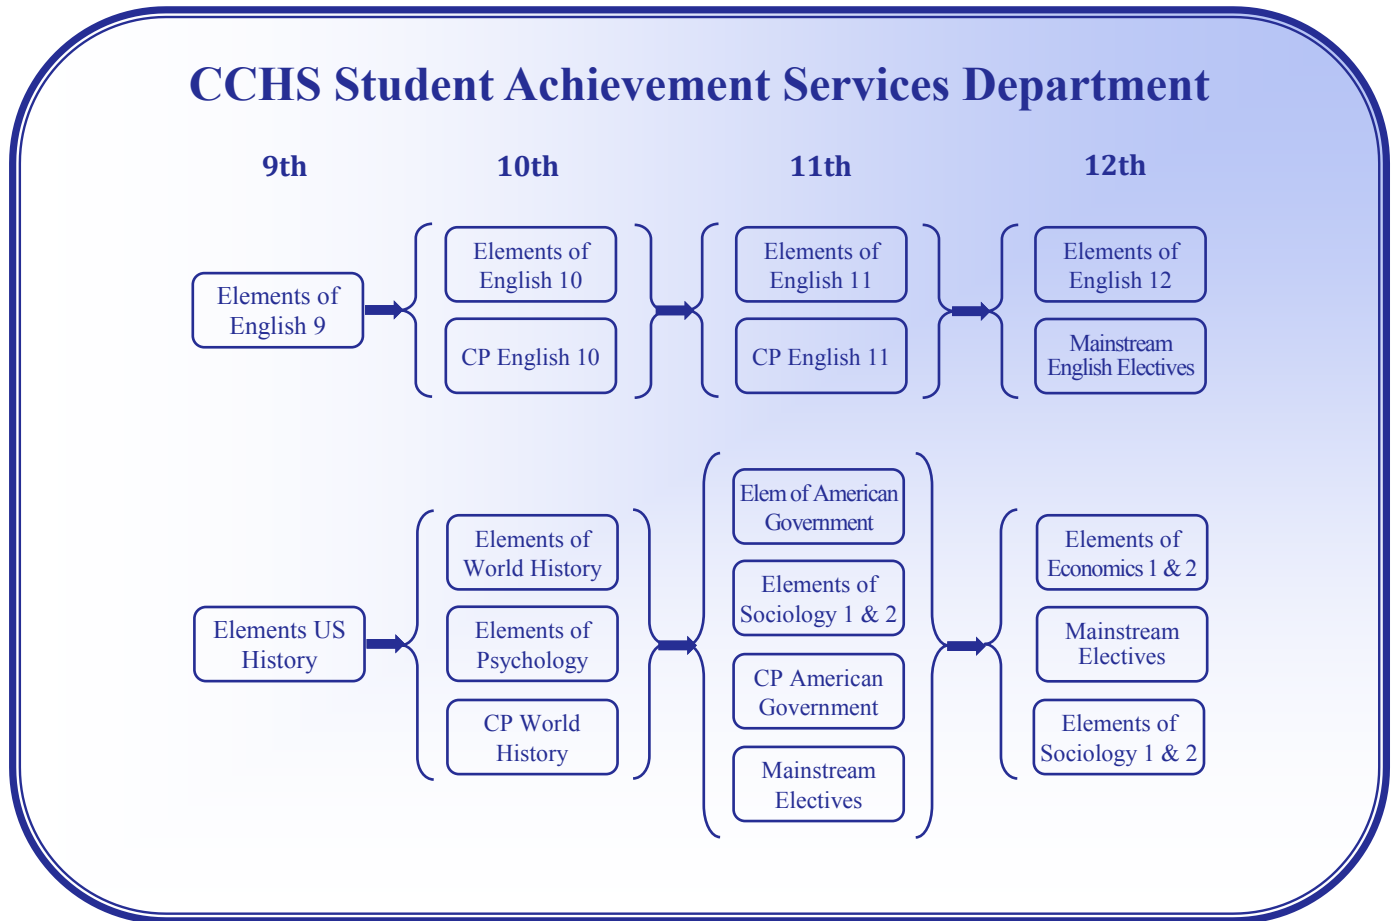 CCHS Student Achievement Services Department
9th
10th
11th
12th
Elements of
English 9
Elements of
English 10
CP English 10
Elements of
English 11
CP English 11
Elements of
English 12
Mainstream
English Electives
Elements US
History
Elements of
World History
Elements of
Psychology
CP World
History
Elem of American
Government
Elements of
Sociology 1 & 2
CP American
Government
Mainstream
Electives
Elements of
Economics 1 & 2
Mainstream
Electives
Elements of
Sociology 1 & 2